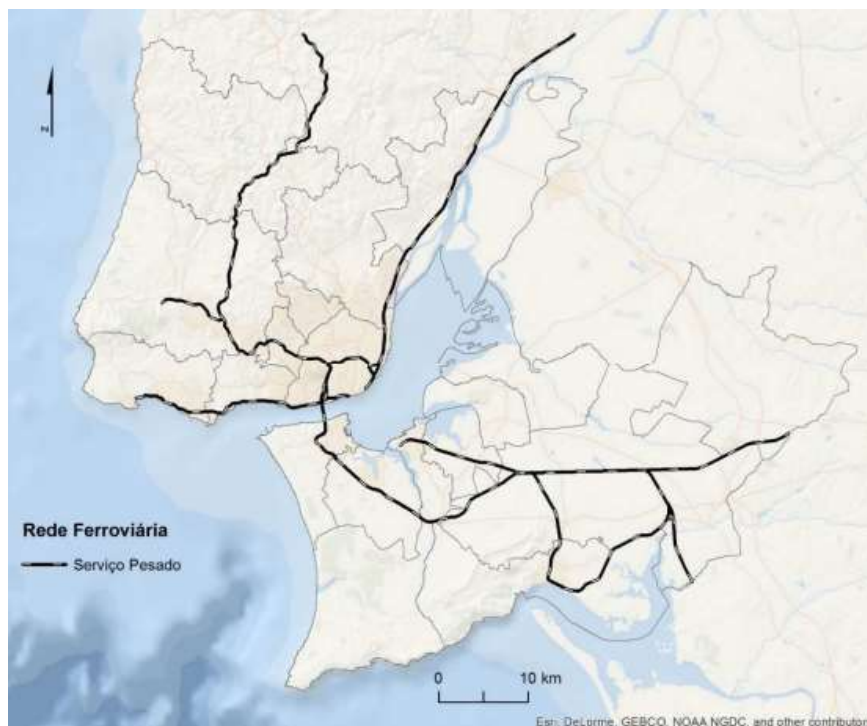 N
Rede Ferroviária
Serviço Pesado
0 10 km
Esri, DeLorme, GEBCO, NOAA NGDC, and other contributors